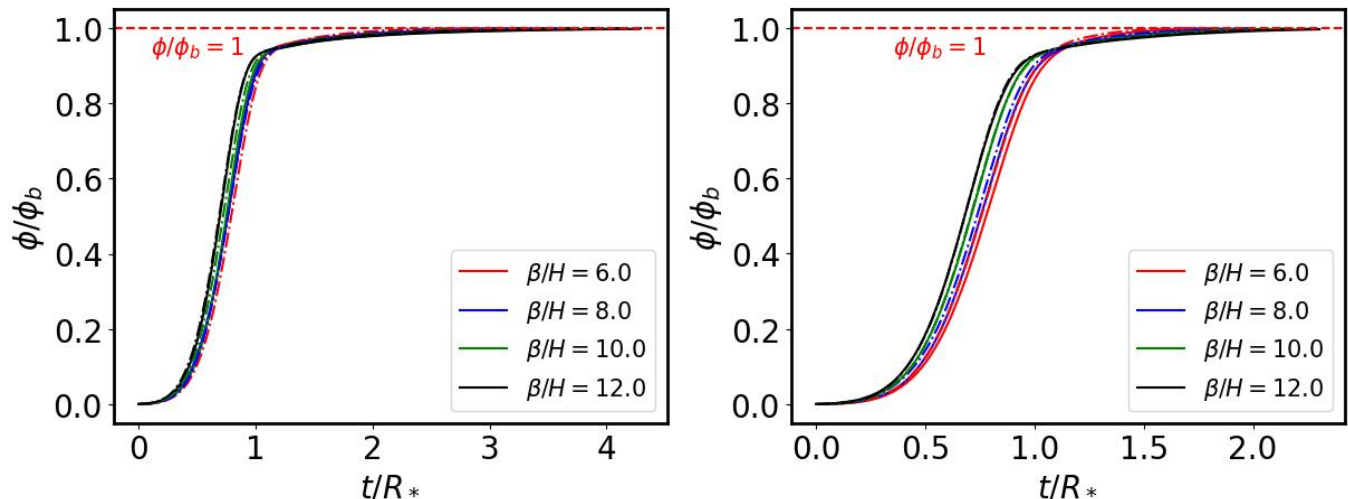 1.0
ϕ/ϕ_b = 1
0.8
0.6
0.4
0.2
0.0
ϕ/ϕ_b
β/H = 6.0
β/H = 8.0
β/H = 10.0
β/H = 12.0
0 1 2 3 4
t/R_*
1.0
ϕ/ϕ_b = 1
0.8
0.6
0.4
0.2
0.0
ϕ/ϕ_b
β/H = 6.0
β/H = 8.0
β/H = 10.0
β/H = 12.0
0.0 0.5 1.0 1.5 2.0
t/R_*